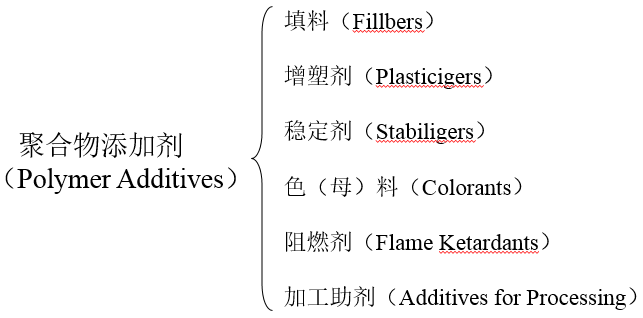 聚合物添加剂
（Polymer Additives）
填料（Fillbers）
增塑剂（Plasticigers）
稳定剂（Stabiligers）
色（母）料（Colorants）
阻燃剂（Flame Ketardants）
加工助剂（Additives for Processing）